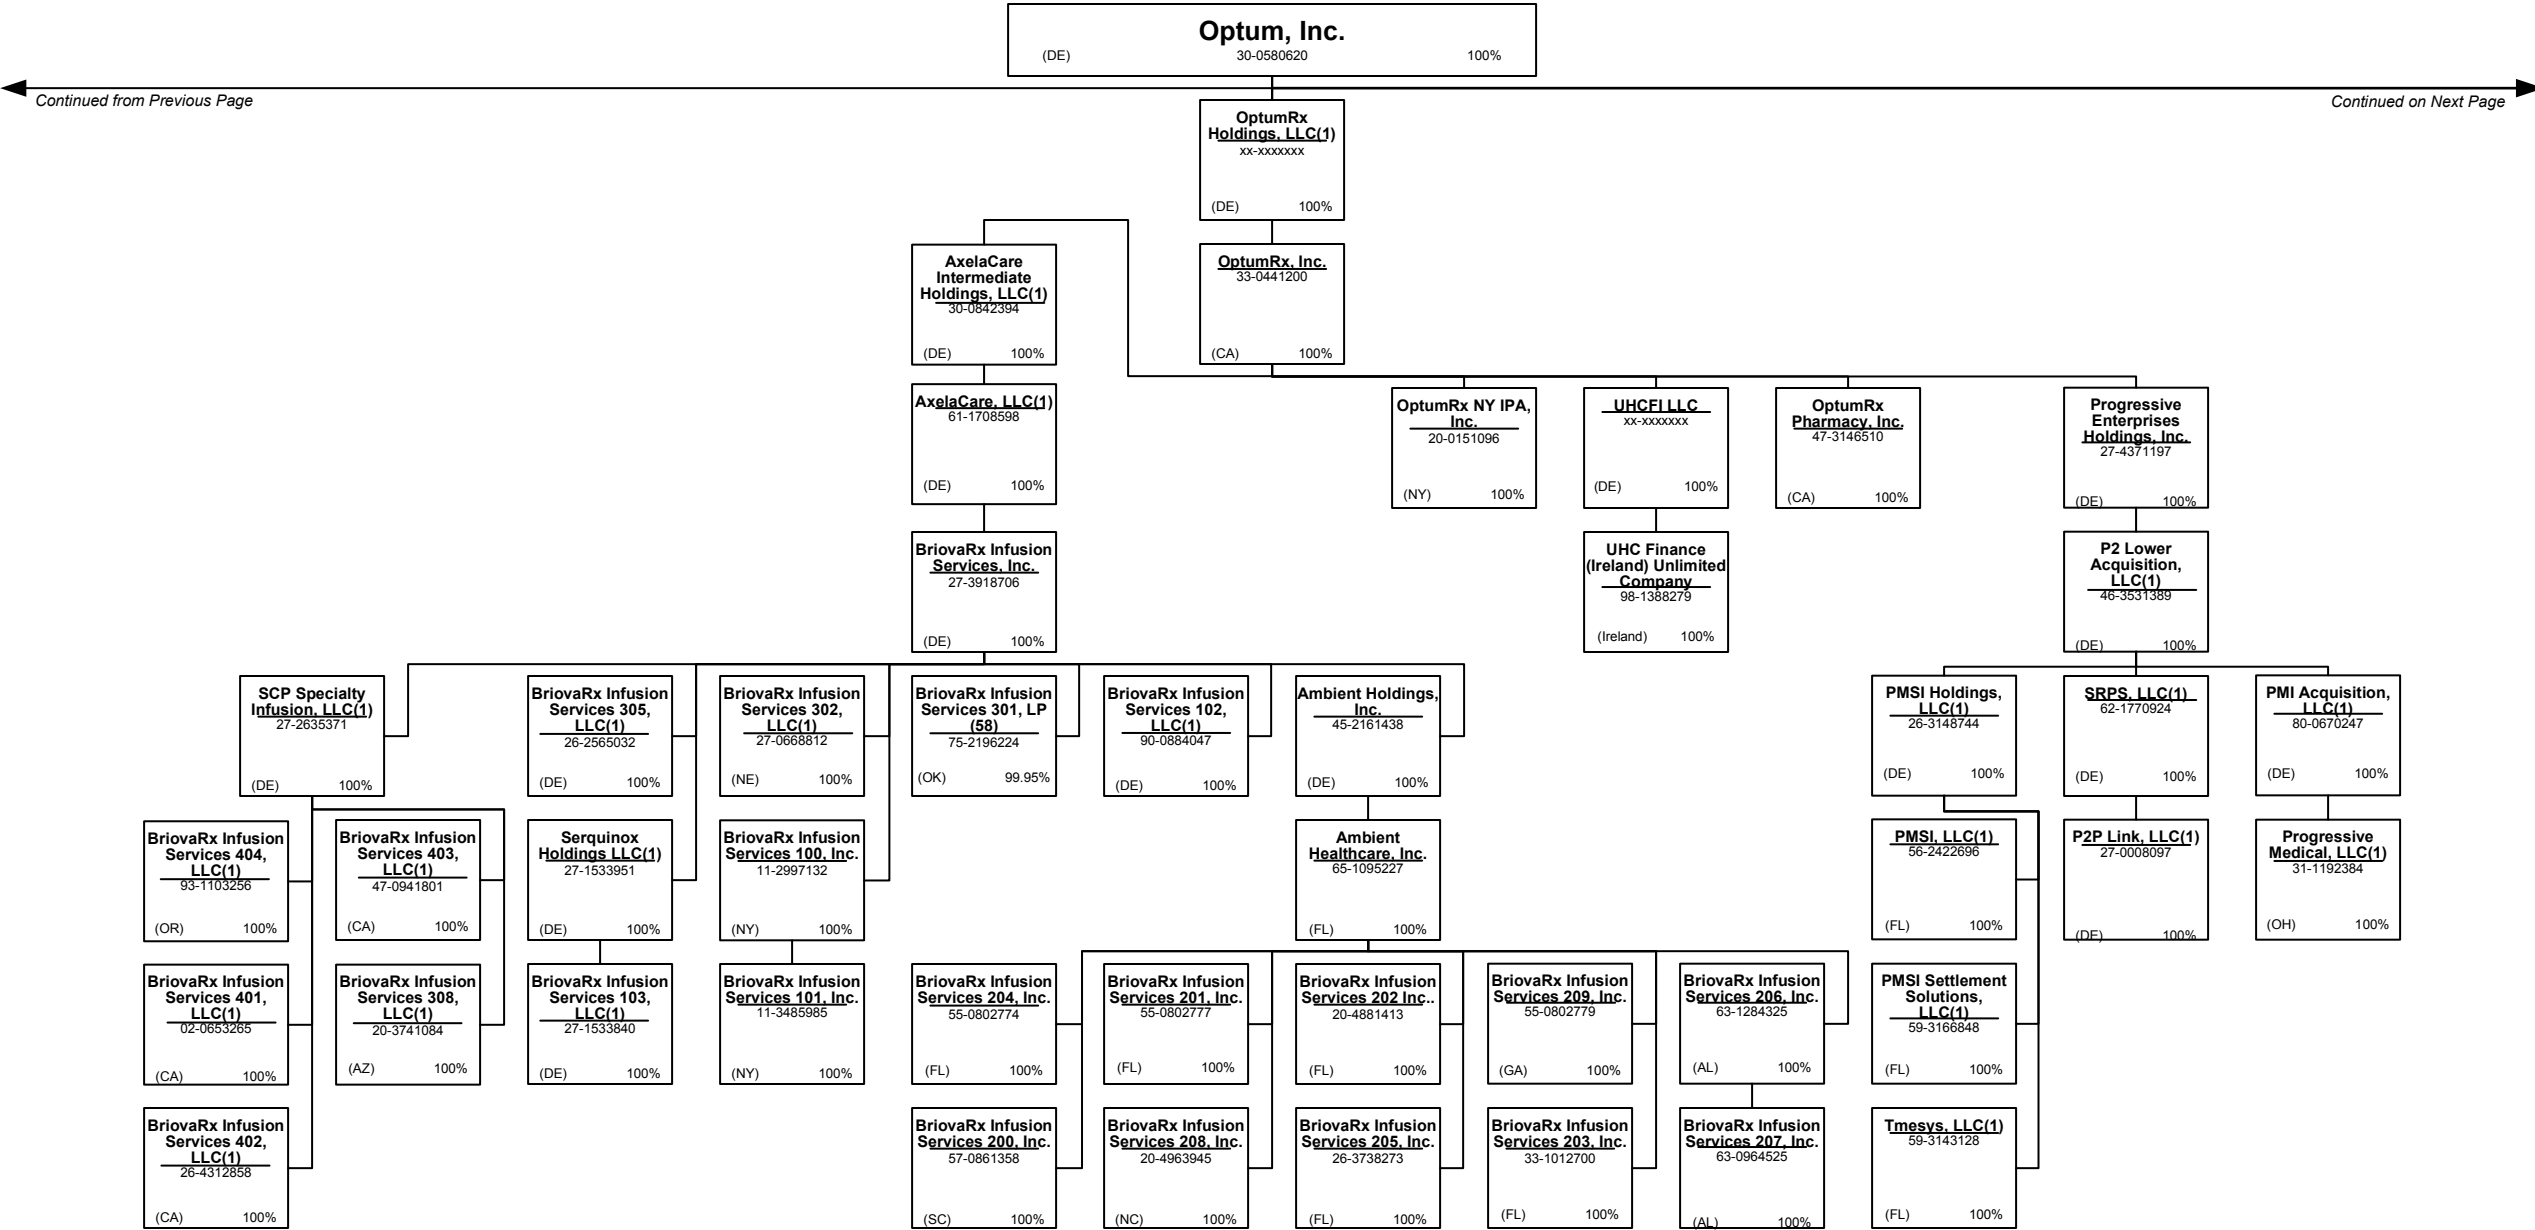 Optum, Inc.
(DE) 30-0580620 100%
Continued from Previous Page
Continued on Next Page
OptumRx
Holdings, LLC(1)
xx-xxxxxxx
(DE) 100%
AxelaCare
Intermediate
Holdings, LLC(1)
30-0842394
(DE) 100%
OptumRx, Inc.
33-0441200
(CA) 100%
AxelaCare, LLC(1)
61-1708598
(DE) 100%
OptumRx NY IPA,
Inc.
20-0151096
(NY) 100%
UHCFI LLC
xx-xxxxxxx
(DE) 100%
OptumRx
Pharmacy, Inc.
47-3146510
(CA) 100%
Progressive
Enterprises
Holdings, Inc.
27-4371197
(DE) 100%
BriovaRx Infusion
Services, Inc.
27-3918706
(DE) 100%
UHC Finance
(Ireland) Unlimited
Company
98-1388279
(Ireland) 100%
P2 Lower
Acquisition,
LLC(1)
46-3531389
(DE) 100%
SCP Specialty
Infusion, LLC(1)
27-2635371
(DE) 100%
BriovaRx Infusion
Services 305,
LLC(1)
26-2565032
(DE) 100%
BriovaRx Infusion
Services 302,
LLC(1)
27-0668812
(NE) 100%
BriovaRx Infusion
Services 301, LP
(58)
75-2196224
(OK) 99.95%
BriovaRx Infusion
Services 102,
LLC(1)
90-0884047
(DE) 100%
Ambient Holdings,
Inc.
45-2161438
(DE) 100%
PMSI Holdings,
LLC(1)
26-3148744
(DE) 100%
SRPS, LLC(1)
62-1770924
(DE) 100%
PMI Acquisition,
LLC(1)
80-0670247
(DE) 100%
BriovaRx Infusion
Services 404,
LLC(1)
93-1103256
(OR) 100%
BriovaRx Infusion
Services 403,
LLC(1)
47-0941801
(CA) 100%
Serquinox
Holdings LLC(1)
27-1533951
(DE) 100%
BriovaRx Infusion
Services 100, Inc.
11-2997132
(NY) 100%
Ambient
Healthcare, Inc.
65-1095227
(FL) 100%
PMSI, LLC(1)
56-2422696
(FL) 100%
P2P Link, LLC(1)
27-0008097
(DE) 100%
Progressive
Medical, LLC(1)
31-1192384
(OH) 100%
BriovaRx Infusion
Services 401,
LLC(1)
02-0653265
(CA) 100%
BriovaRx Infusion
Services 308,
LLC(1)
20-3741084
(AZ) 100%
BriovaRx Infusion
Services 103,
LLC(1)
27-1533840
(DE) 100%
BriovaRx Infusion
Services 101, Inc.
11-3485985
(NY) 100%
BriovaRx Infusion
Services 204, Inc.
55-0802774
(FL) 100%
BriovaRx Infusion
Services 201, Inc.
55-0802777
(FL) 100%
BriovaRx Infusion
Services 202 Inc..
20-4881413
(FL) 100%
BriovaRx Infusion
Services 209, Inc.
55-0802779
(GA) 100%
BriovaRx Infusion
Services 206, Inc.
63-1284325
(AL) 100%
PMSI Settlement
Solutions,
LLC(1)
59-3166848
(FL) 100%
BriovaRx Infusion
Services 402,
LLC(1)
26-4312858
(CA) 100%
BriovaRx Infusion
Services 200, Inc.
57-0861358
(SC) 100%
BriovaRx Infusion
Services 208, Inc.
20-4963945
(NC) 100%
BriovaRx Infusion
Services 205, Inc.
26-3738273
(FL) 100%
BriovaRx Infusion
Services 203, Inc.
33-1012700
(FL) 100%
BriovaRx Infusion
Services 207, Inc.
63-0964525
(AL) 100%
Tmesys, LLC(1)
59-3143128
(FL) 100%